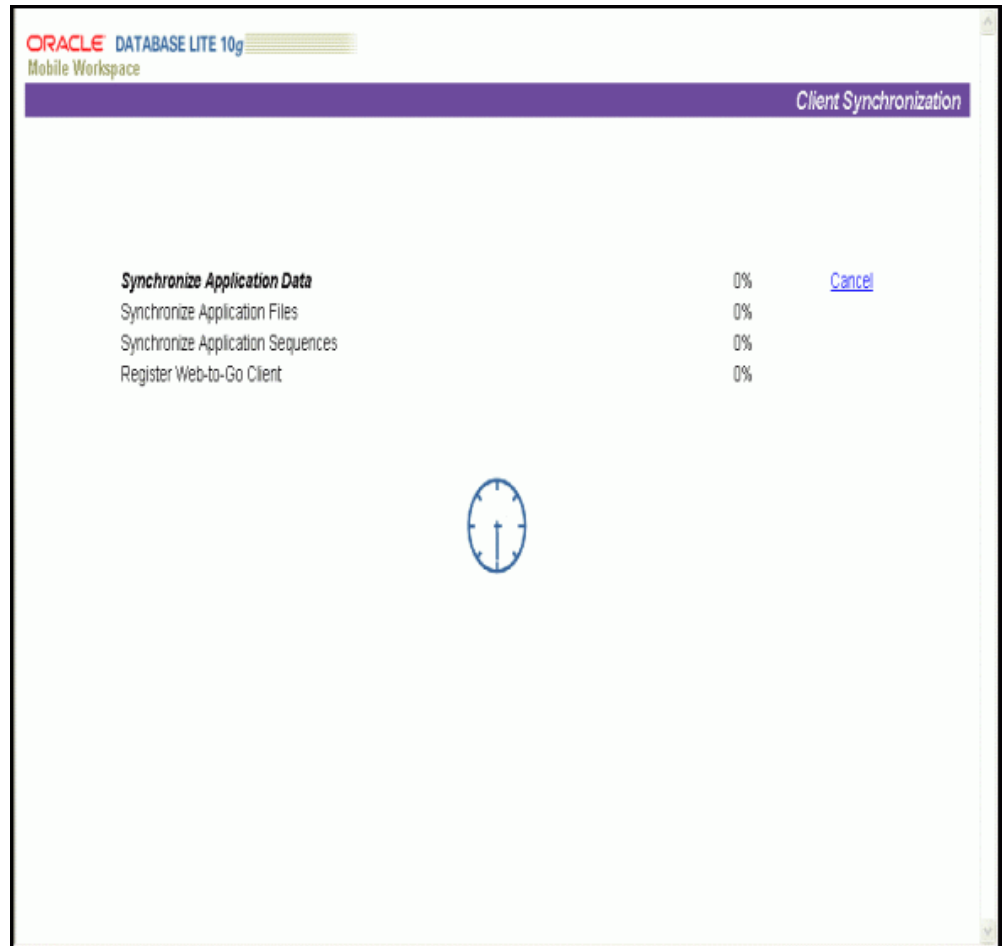 ORACLE DATABASE LITE 10g
Mobile Workspace
Client Synchronization
Synchronize Application Data 0% Cancel
Synchronize Application Files 0%
Synchronize Application Sequences 0%
Register Web-to-Go Client 0%